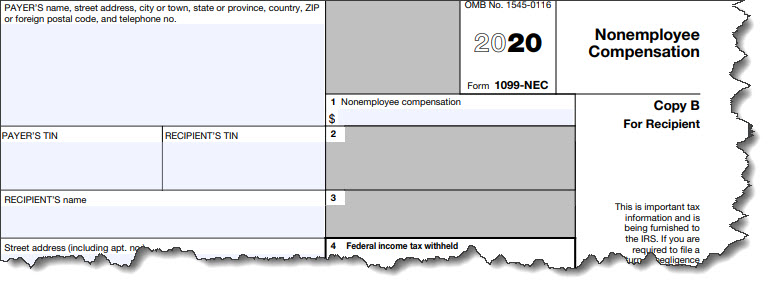 PAYER'S name, street address, city or town, state or province, country, ZIP
or foreign postal code, and telephone no.
OMB No. 1545-0116
2020
Form 1099-NEC
Nonemployee
Compensation
1 Nonemployee compensation
$
Copy B
For Recipient
PAYER'S TIN
RECIPIENT'S TIN
2
RECIPIENT'S name
3
This is important tax
information and is
being furnished to
the IRS. If you are
required to file a
negligence
Street address (including apt.
4 Federal income tax withheld